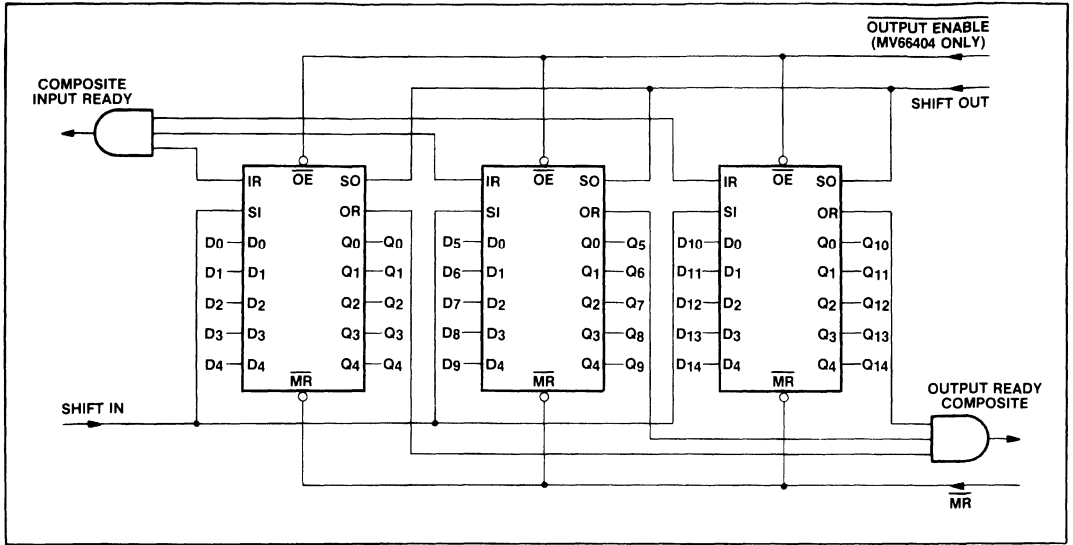 OUTPUT ENABLE
(MV66404 ONLY)
SHIFT OUT
COMPOSITE
INPUT READY
IR OE SO
SI OR
D0 D0 Q0 Q0
D1 D1 Q1 Q1
D2 D2 Q2 Q2
D3 D3 Q3 Q3
D4 D4 Q4 Q4
MR
IR OE SO
SI OR
D5 D0 Q0 Q5
D6 D1 Q1 Q6
D7 D2 Q2 Q7
D8 D3 Q3 Q8
D9 D4 Q4 Q9
MR
IR OE SO
SI OR
D10 D0 Q0 Q10
D11 D1 Q1 Q11
D12 D2 Q2 Q12
D13 D3 Q3 Q13
D14 D4 Q4 Q14
MR
SHIFT IN
OUTPUT READY
COMPOSITE
MR